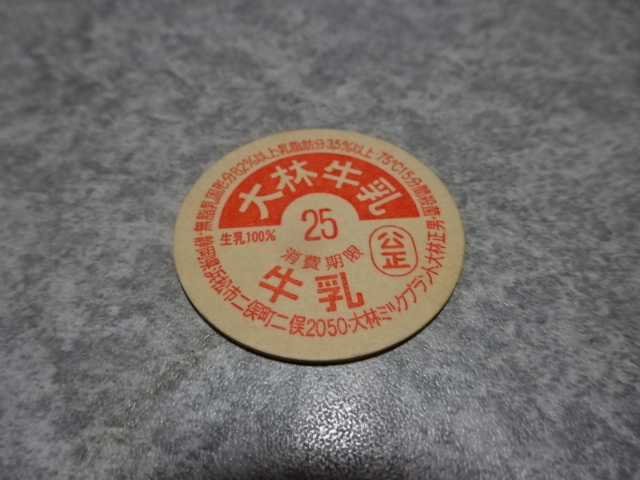 大林牛乳
25
生乳100%
消費期限
公正
牛乳
無脂乳固形分8.2%以上・乳脂肪分3.5%以上・75℃15分間殺菌・
静岡県浜松市二俣町二俣2050・大林ミルクプラント・大林正男・